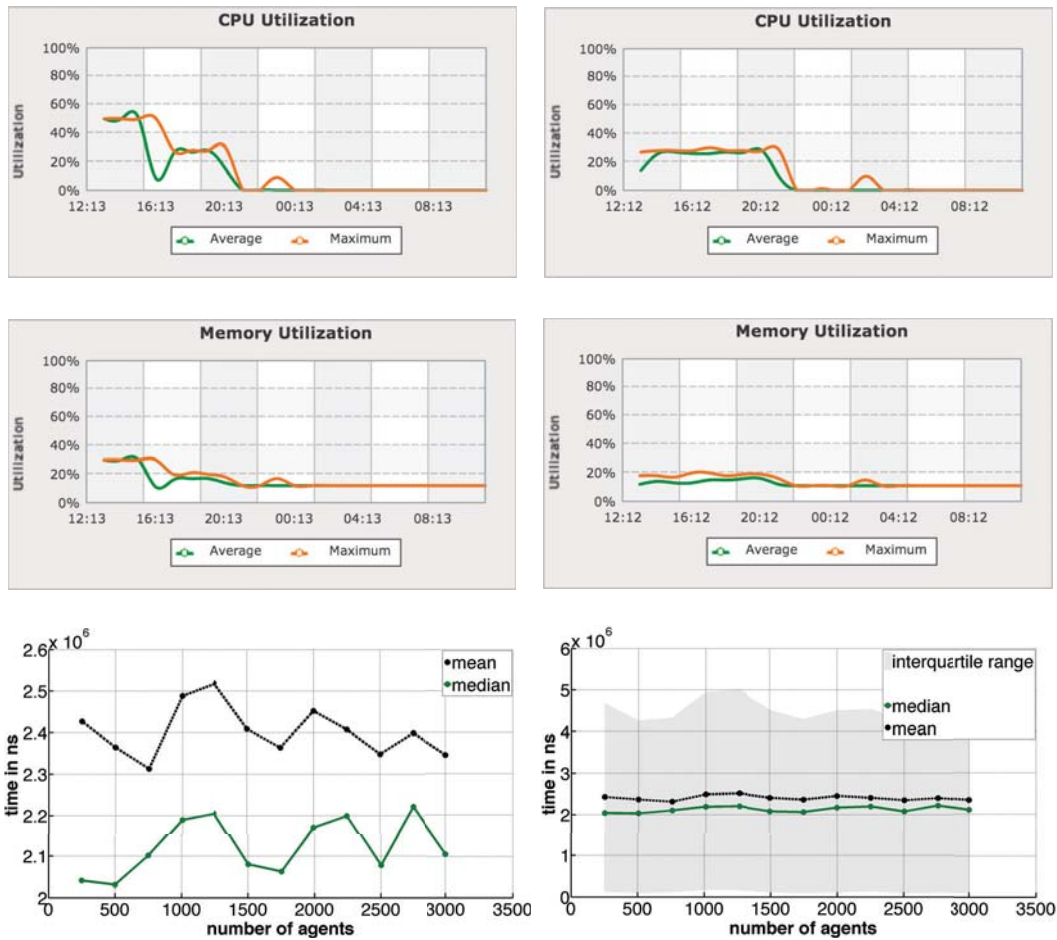 CPU Utilization
100%
80%
60%
40%
20%
0%
Utilization
12:13 16:13 20:13 00:13 04:13 08:13
Average Maximum
CPU Utilization
100%
80%
60%
40%
20%
0%
Utilization
12:12 16:12 20:12 00:12 04:12 08:12
Average Maximum
Memory Utilization
100%
80%
60%
40%
20%
0%
Utilization
12:13 16:13 20:13 00:13 04:13 08:13
Average Maximum
Memory Utilization
100%
80%
60%
40%
20%
0%
Utilization
12:12 16:12 20:12 00:12 04:12 08:12
Average Maximum
x 10⁶
2.6
2.5
2.4
2.3
2.2
2.1
2
time in ns
mean
median
0 500 1000 1500 2000 2500 3000 3500
number of agents
x 10⁶
6
5
4
3
2
1
0
time in ns
interquartile range
median
mean
0 500 1000 1500 2000 2500 3000 3500
number of agents